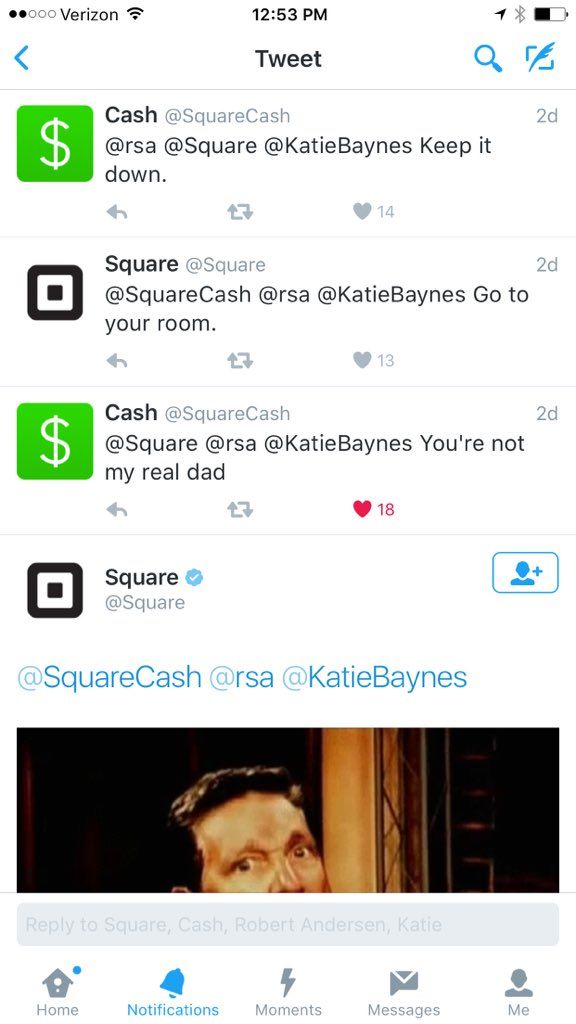 Verizon 12:53 PM
Tweet
Cash @SquareCash 2d
@rsa @Square @KatieBaynes Keep it
down.
14
Square @Square 2d
@SquareCash @rsa @KatieBaynes Go to
your room.
13
Cash @SquareCash 2d
@Square @rsa @KatieBaynes You're not
my real dad
18
Square
@Square
@SquareCash @rsa @KatieBaynes
Reply to Square, Cash, Robert Andersen, Katie
Home Notifications Moments Messages Me